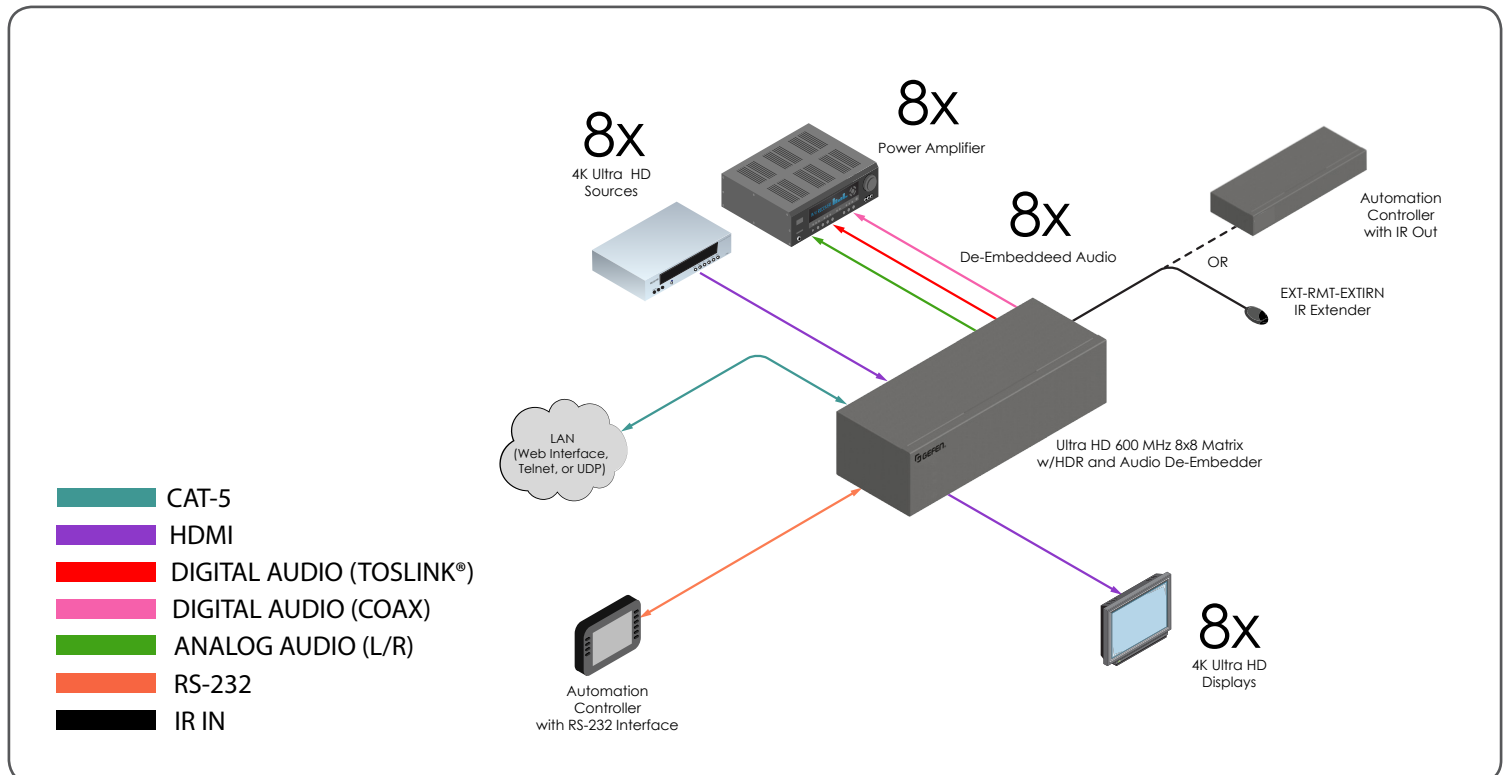 8x
4K Ultra HD
Sources
8x
Power Amplifier
8x
De-Embeddeed Audio
Automation
Controller
with IR Out
OR
EXT-RMT-EXTIRN
IR Extender
LAN
(Web Interface,
Telnet, or UDP)
GEFEN
Ultra HD 600 MHz 8x8 Matrix
w/HDR and Audio De-Embedder
CAT-5
HDMI
DIGITAL AUDIO (TOSLINK®)
DIGITAL AUDIO (COAX)
ANALOG AUDIO (L/R)
RS-232
IR IN
Automation
Controller
with RS-232 Interface
8x
4K Ultra HD
Displays